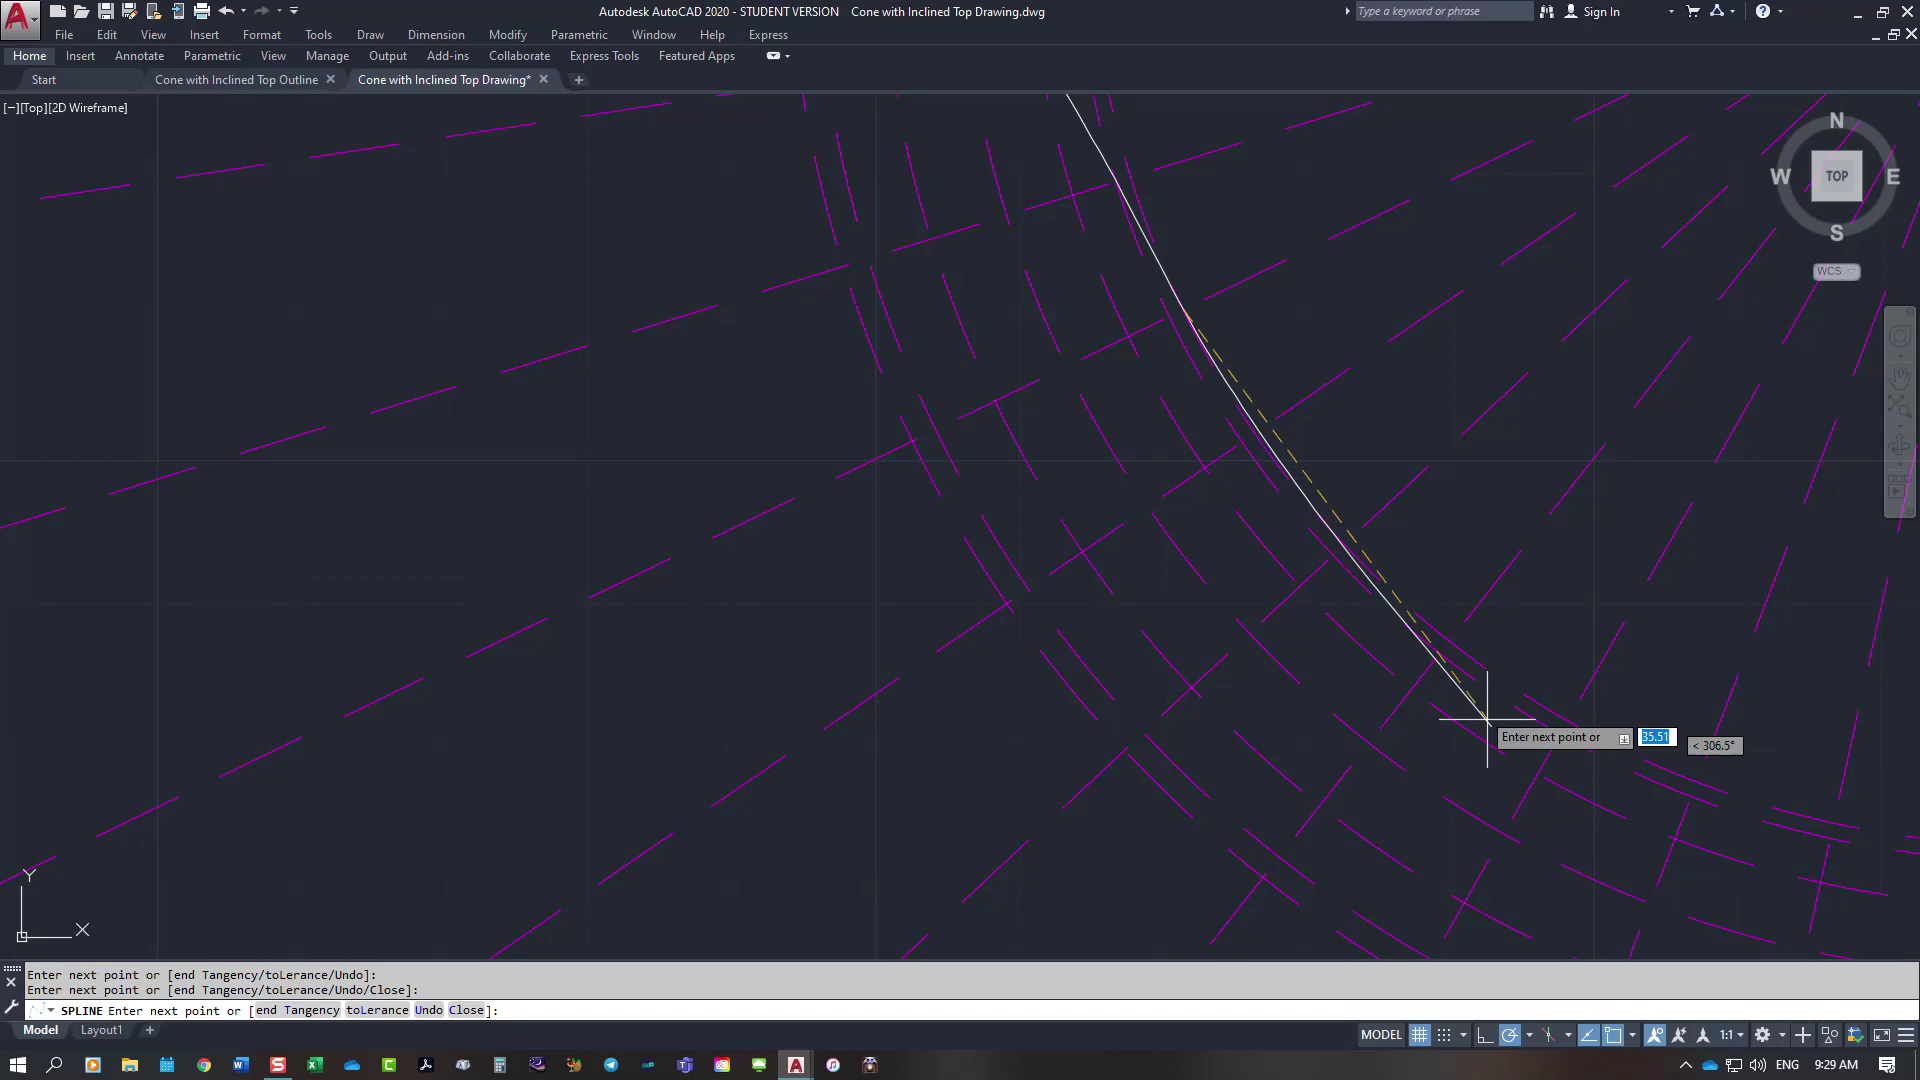 Autodesk AutoCAD 2020 - STUDENT VERSION Cone with Inclined Top Drawing.dwg
Type a keyword or phrase
Sign In
File Edit View Insert Format Tools Draw Dimension Modify Parametric Window Help Express
Home Insert Annotate Parametric View Manage Output Add-ins Collaborate Express Tools Featured Apps
Start
Cone with Inclined Top Outline
Cone with Inclined Top Drawing*
[−][Top][2D Wireframe]
N
W
TOP
E
S
WCS
Enter next point or
35.51
< 306.5°
Y
X
Enter next point or [end Tangency/toLerance/Undo]:
Enter next point or [end Tangency/toLerance/Undo/Close]:
SPLINE Enter next point or [end Tangency toLerance Undo Close]:
Model
Layout1
MODEL
1:1
ENG
9:29 AM